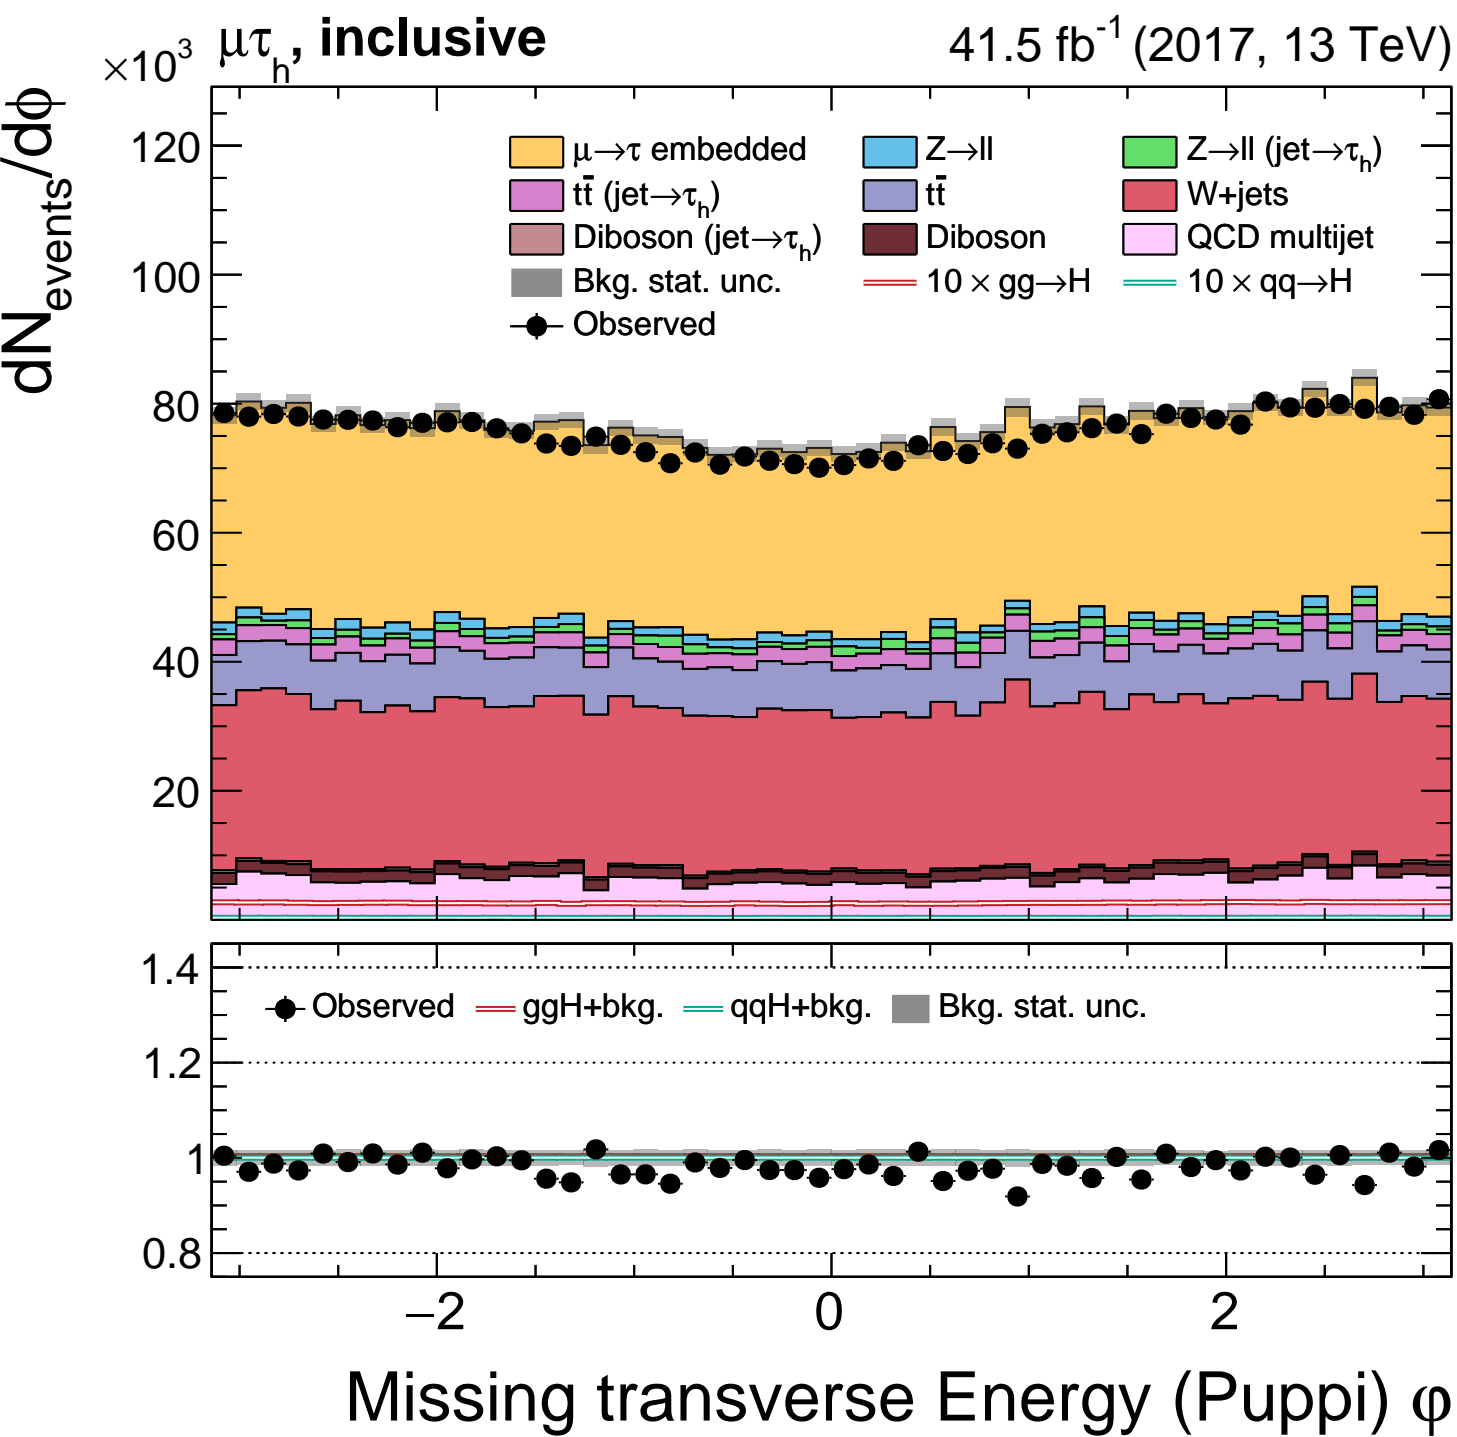 ×10³ μτh, inclusive 41.5 fb⁻¹ (2017, 13 TeV)
dNevents/dϕ
120
100
80
60
40
20
μ→τ embedded Z→ll Z→ll (jet→τh)
tt̄ (jet→τh) tt̄ W+jets
Diboson (jet→τh) Diboson QCD multijet
Bkg. stat. unc. 10 × gg→H 10 × qq→H
Observed
1.4
1.2
1
0.8
Observed ggH+bkg. qqH+bkg. Bkg. stat. unc.
−2 0 2
Missing transverse Energy (Puppi) φ